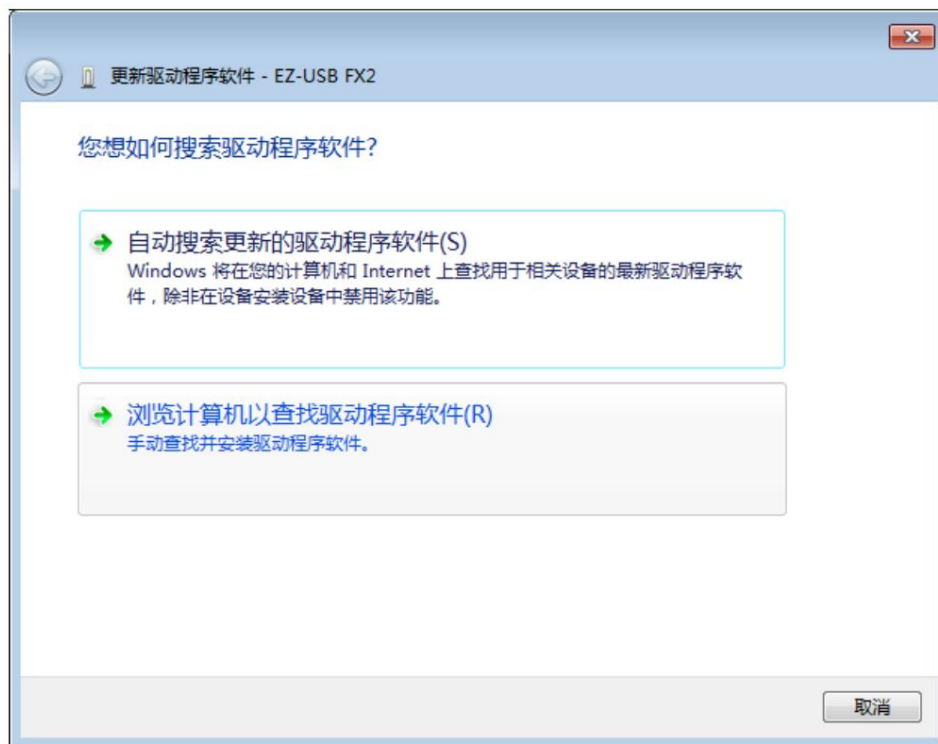 更新驱动程序软件 - EZ-USB FX2
您想如何搜索驱动程序软件?
自动搜索更新的驱动程序软件(S)
Windows 将在您的计算机和 Internet 上查找用于相关设备的最新驱动程序软
件，除非在设备安装设备中禁用该功能。
浏览计算机以查找驱动程序软件(R)
手动查找并安装驱动程序软件。
取消